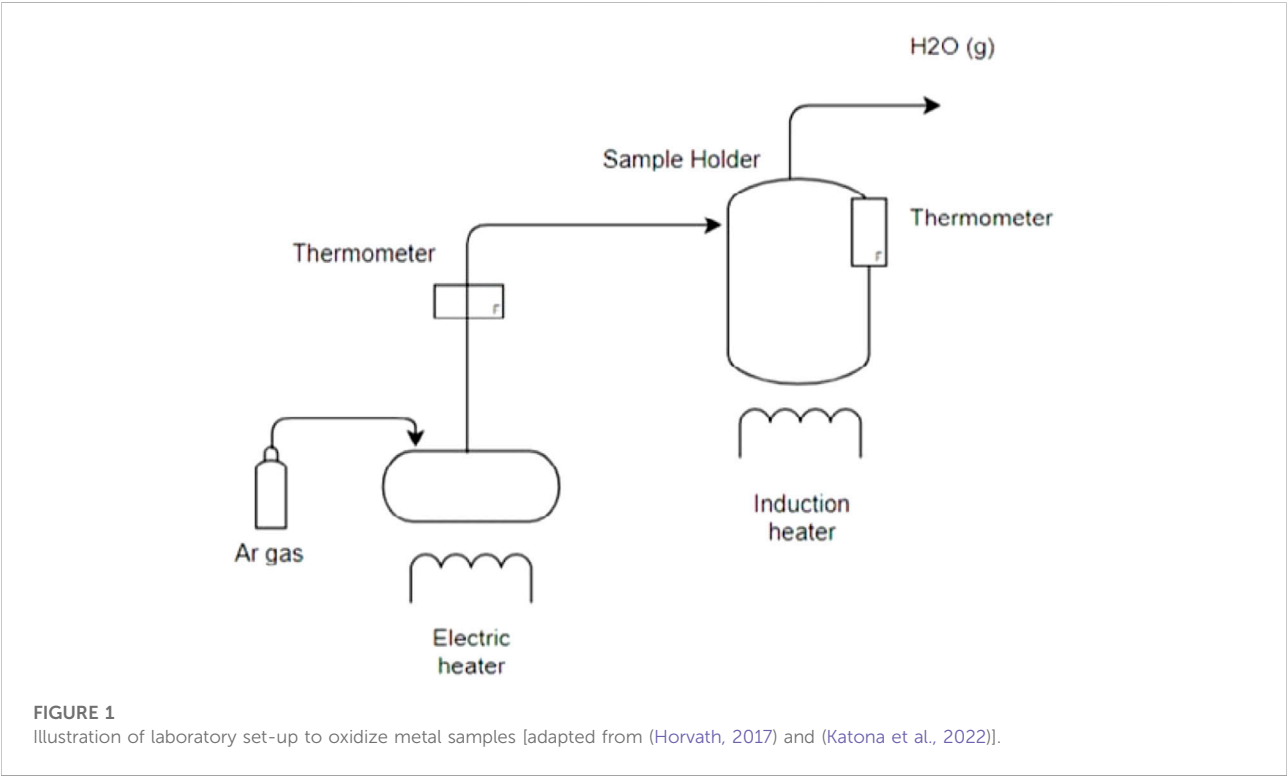 H2O (g)
Sample Holder
Thermometer
Thermometer
Ar gas
Induction
heater
Electric
heater
FIGURE 1
Illustration of laboratory set-up to oxidize metal samples [adapted from (Horvath, 2017) and (Katona et al., 2022)].